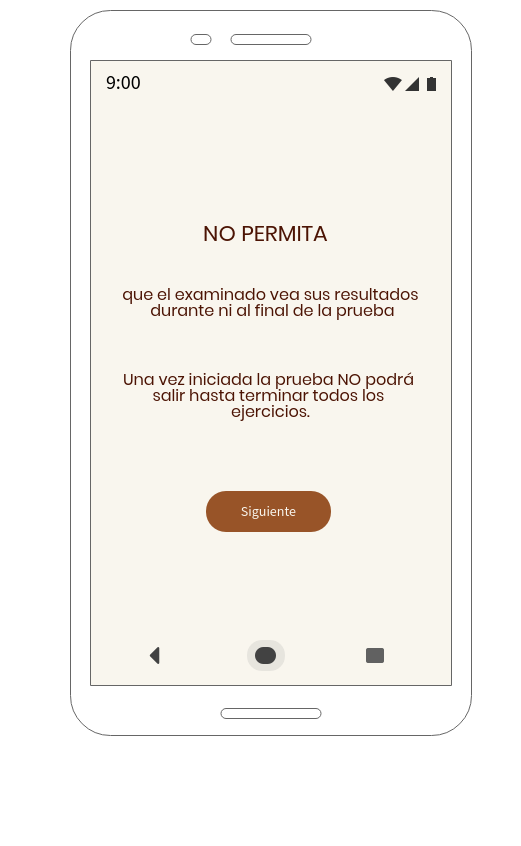 9:00
NO PERMITA
que el examinado vea sus resultados
durante ni al final de la prueba
Una vez iniciada la prueba NO podrá
salir hasta terminar todos los
ejercicios.
Siguiente